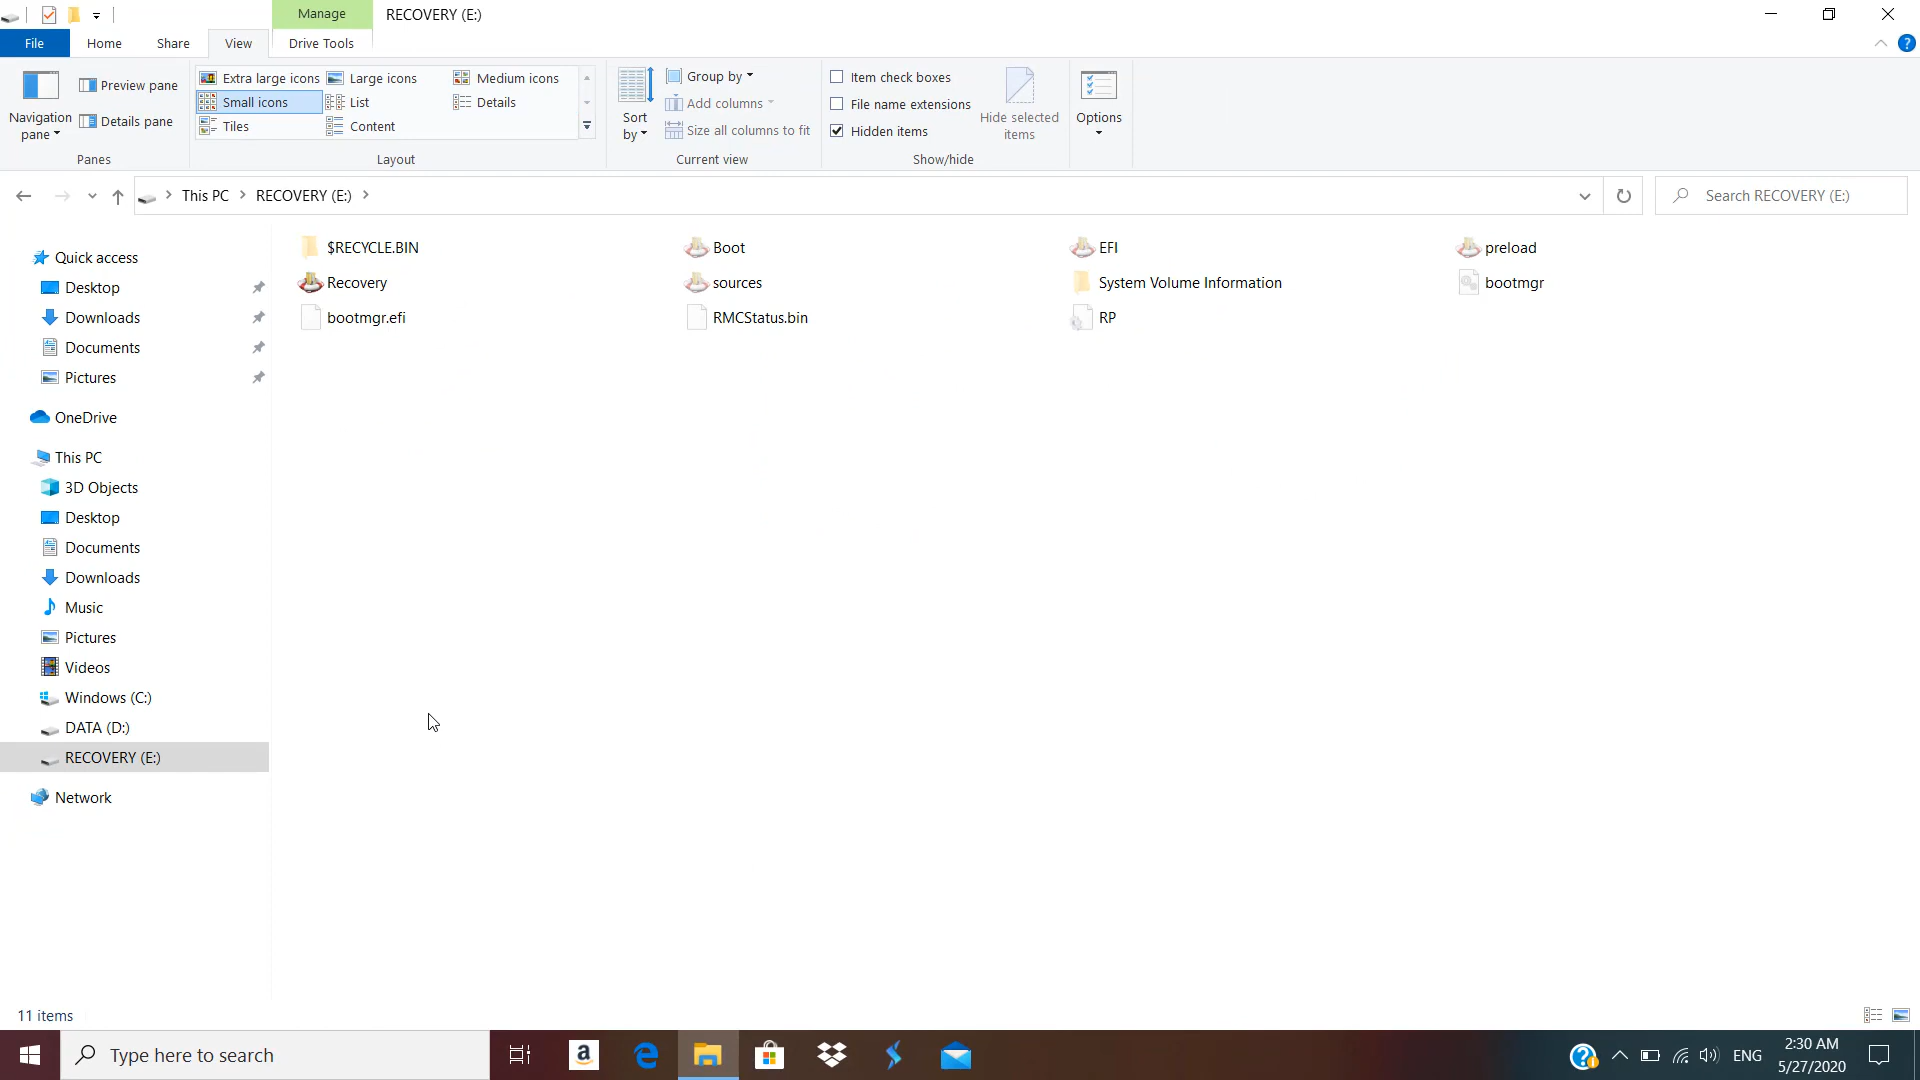 Manage
RECOVERY (E:)
File
Home
Share
View
Drive Tools
Navigation pane
Preview pane
Details pane
Panes
Extra large icons
Large icons
Medium icons
Small icons
List
Details
Tiles
Content
Layout
Sort by
Group by
Add columns
Size all columns to fit
Current view
Item check boxes
File name extensions
Hidden items
Hide selected items
Show/hide
Options
This PC
RECOVERY (E:)
Search RECOVERY (E:)
Quick access
Desktop
Downloads
Documents
Pictures
OneDrive
This PC
3D Objects
Desktop
Documents
Downloads
Music
Pictures
Videos
Windows (C:)
DATA (D:)
RECOVERY (E:)
Network
$RECYCLE.BIN
Boot
EFI
preload
Recovery
sources
System Volume Information
bootmgr
bootmgr.efi
RMCStatus.bin
RP
11 items
Type here to search
ENG
2:30 AM
5/27/2020